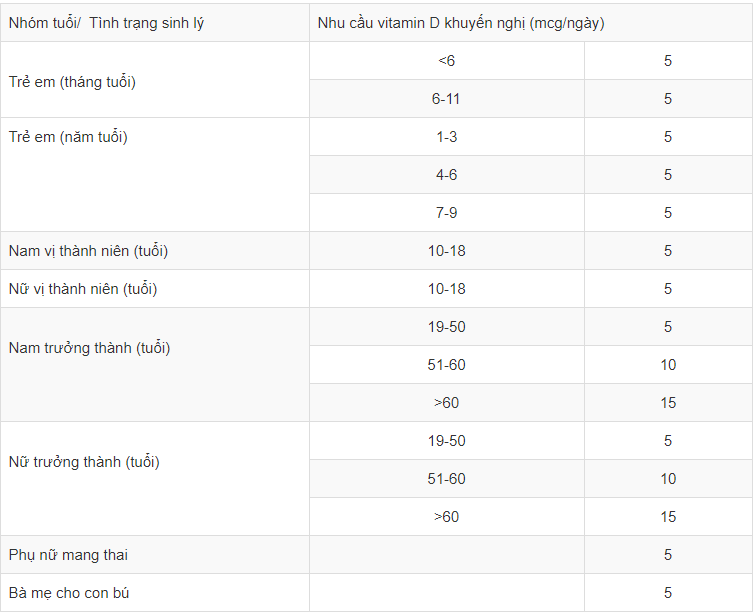 Nhóm tuổi/ Tình trạng sinh lý Nhu cầu vitamin D khuyến nghị (mcg/ngày)
Trẻ em (tháng tuổi) <6 5
6-11 5
Trẻ em (năm tuổi) 1-3 5
4-6 5
7-9 5
Nam vị thành niên (tuổi) 10-18 5
Nữ vị thành niên (tuổi) 10-18 5
Nam trưởng thành (tuổi) 19-50 5
51-60 10
>60 15
Nữ trưởng thành (tuổi) 19-50 5
51-60 10
>60 15
Phụ nữ mang thai 5
Bà mẹ cho con bú 5